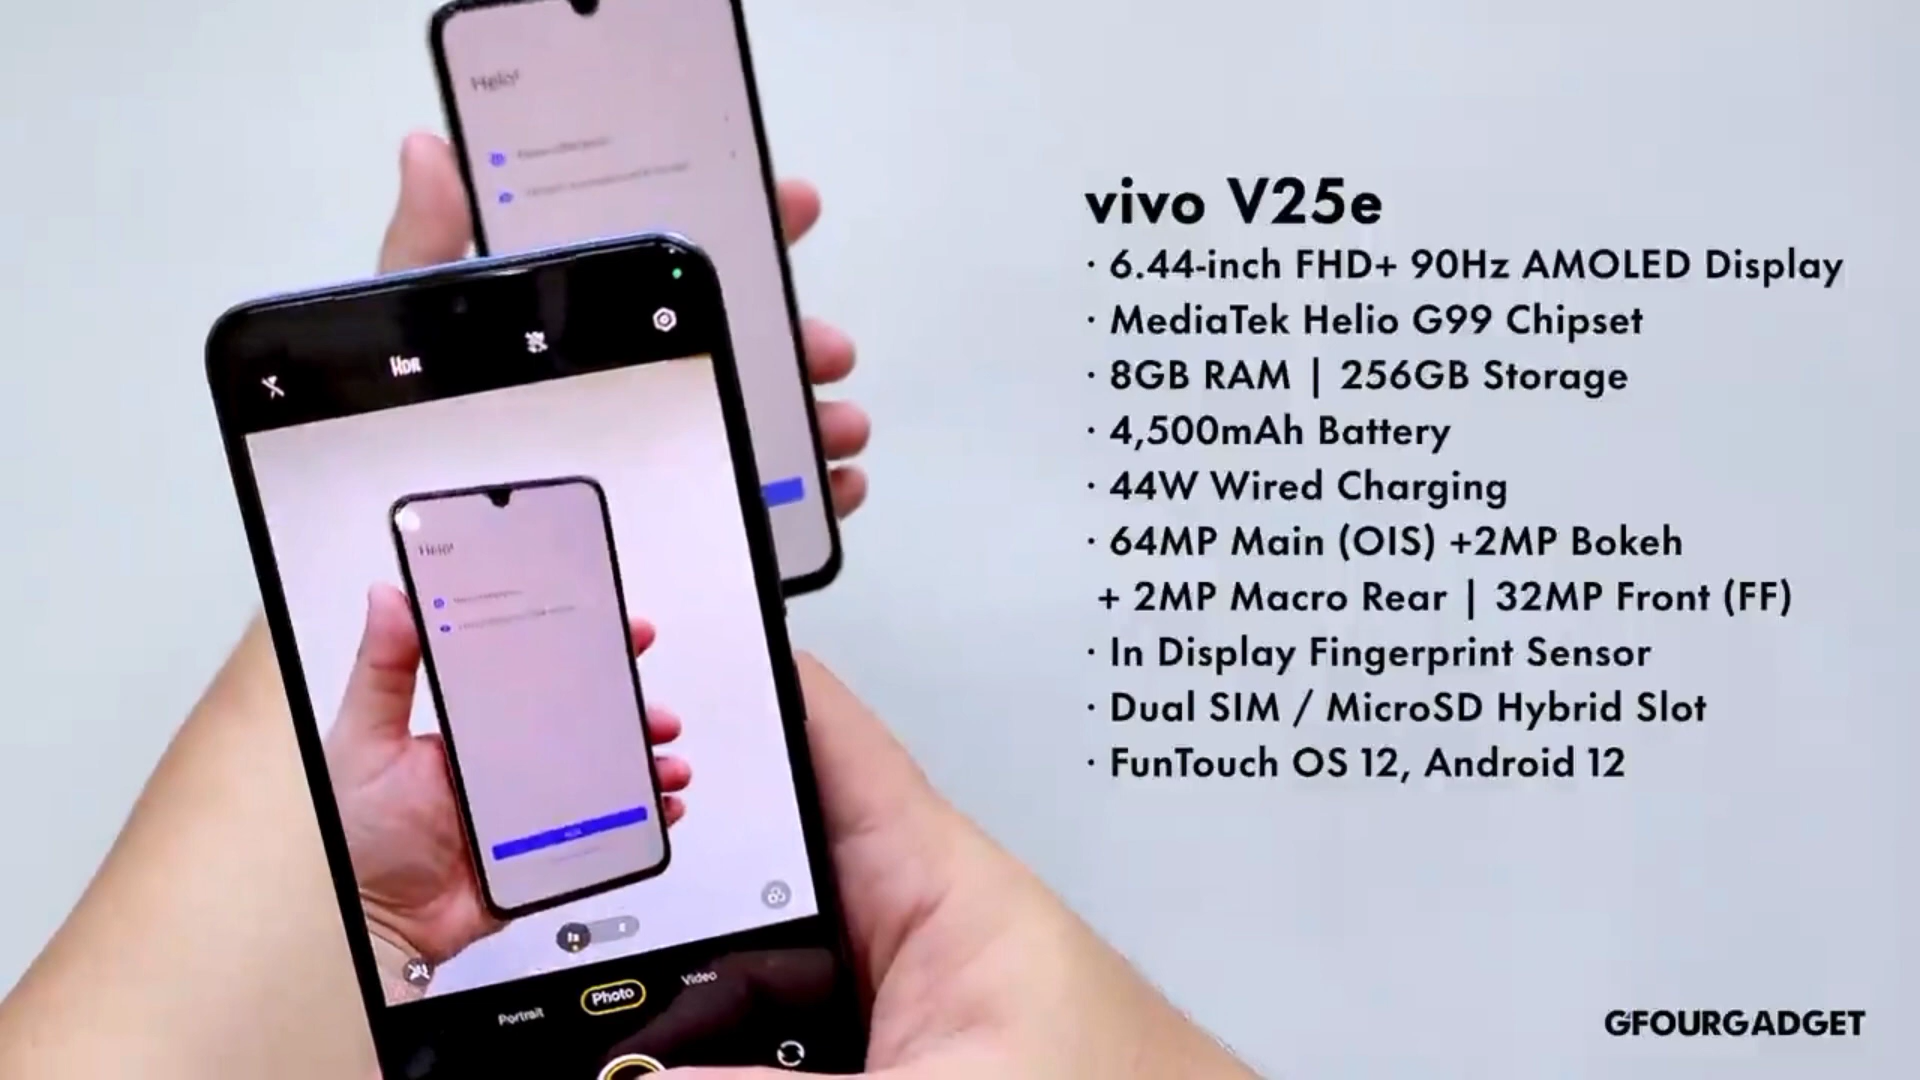 vivo V25e
· 6.44-inch FHD+ 90Hz AMOLED Display
· MediaTek Helio G99 Chipset
· 8GB RAM | 256GB Storage
· 4,500mAh Battery
· 44W Wired Charging
· 64MP Main (OIS) +2MP Bokeh
+ 2MP Macro Rear | 32MP Front (FF)
· In Display Fingerprint Sensor
· Dual SIM / MicroSD Hybrid Slot
· FunTouch OS 12, Android 12
GFOURGADGET
Hello!
HDR
Hello!
1x
Portrait Photo Video